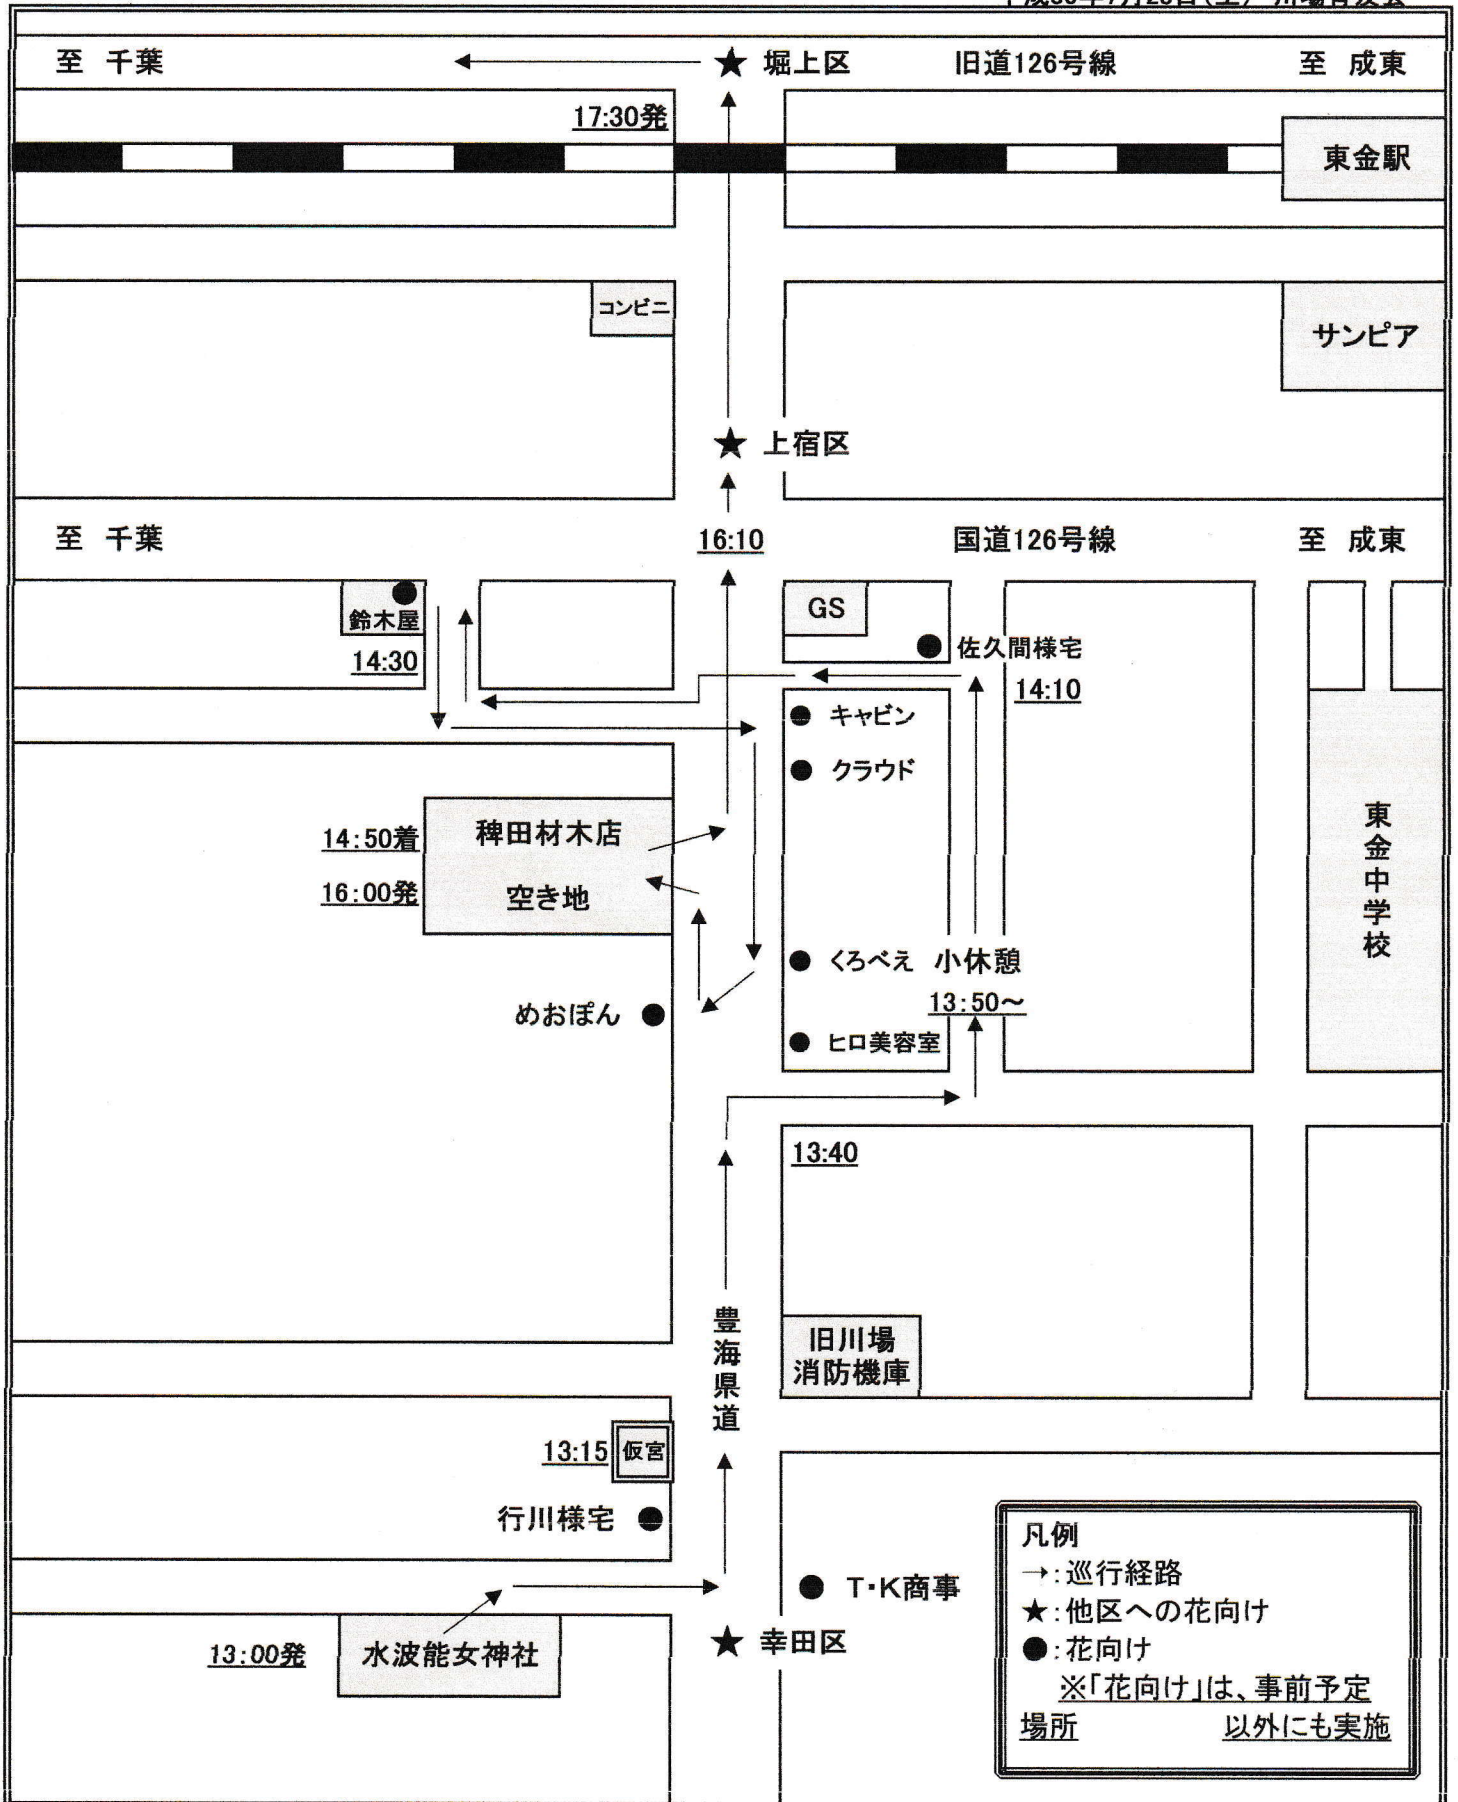 至 千葉
堀上区
旧道126号線
至 成東
17:30発
東金駅
コンビニ
サンピア
上宿区
至 千葉
16:10
国道126号線
至 成東
鈴木屋
14:30
GS
佐久間様宅
14:10
キャビン
クラウド
14:50着
16:00発
稗田材木店
空き地
東金中学校
くろべえ
小休憩
13:50～
めおぽん
ヒロ美容室
13:40
豊海県道
旧川場
消防機庫
13:15
仮宮
行川様宅
T・K商事
13:00発
水波能女神社
幸田区
凡例
→:巡行経路
★:他区への花向け
●:花向け
※「花向け」は、事前予定
場所 以外にも実施